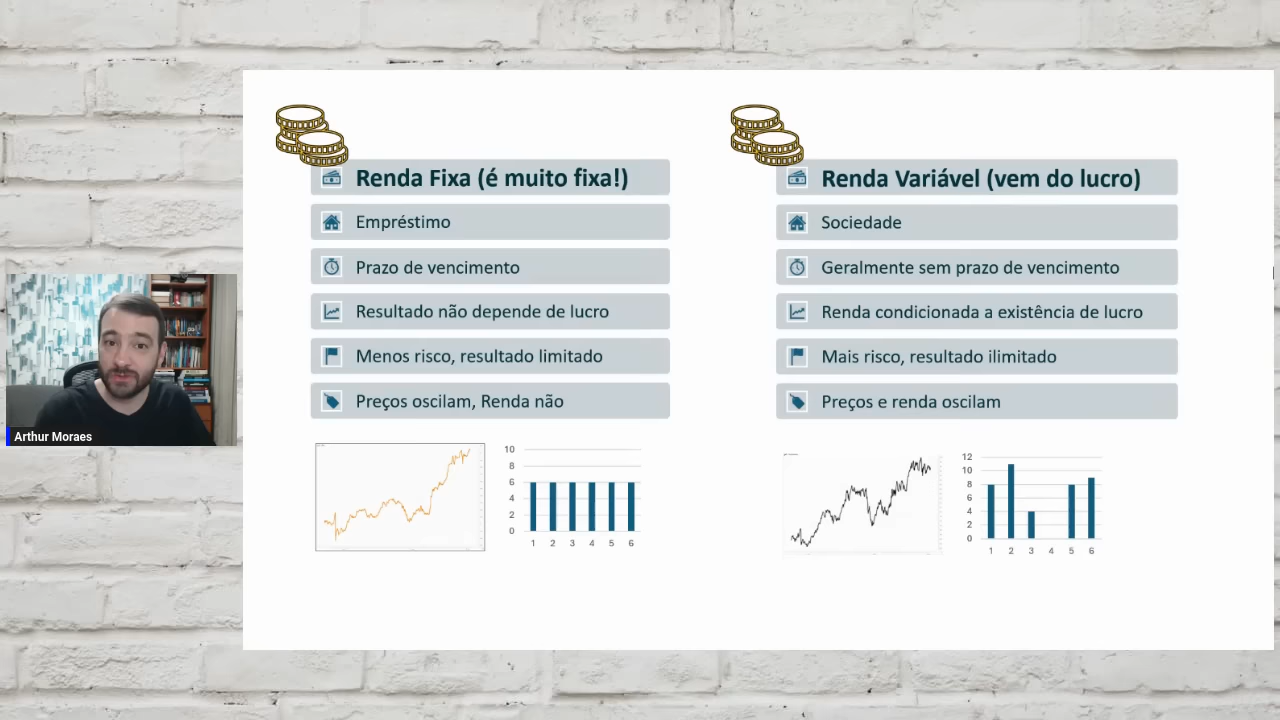 Renda Fixa (é muito fixa!)
Empréstimo
Prazo de vencimento
Resultado não depende de lucro
Menos risco, resultado limitado
Preços oscilam, Renda não
10
8
6
4
2
0
1 2 3 4 5 6
Renda Variável (vem do lucro)
Sociedade
Geralmente sem prazo de vencimento
Renda condicionada a existência de lucro
Mais risco, resultado ilimitado
Preços e renda oscilam
12
10
8
6
4
2
0
1 2 3 4 5 6
Arthur Moraes